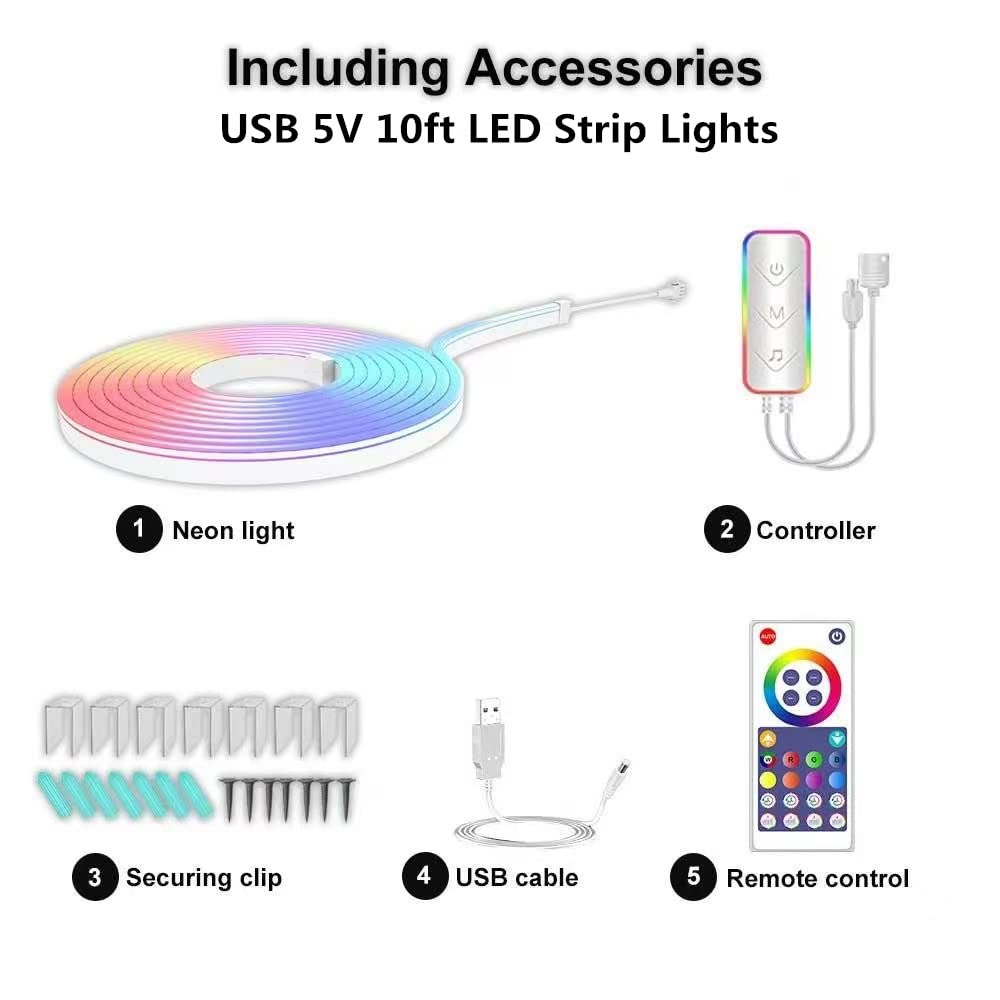 Including Accessories
USB 5V 10ft LED Strip Lights
M
1 Neon light
2 Controller
AUTO
W R G B
3 Securing clip
4 USB cable
5 Remote control